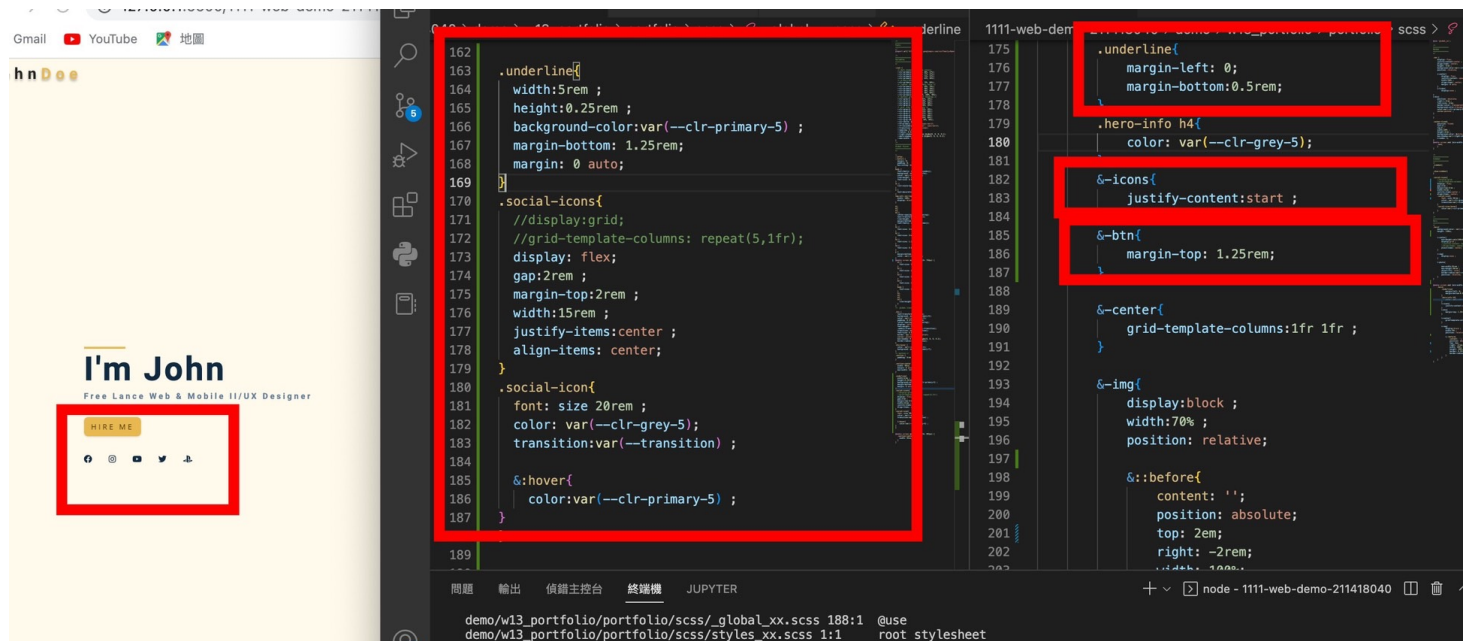 Gmail YouTube 地圖
hnDoe
I'm John
Free Lance Web & Mobile II/UX Designer
HIRE ME
5
162
163 .underline{
164 width:5rem ;
165 height:0.25rem ;
166 background-color:var(--clr-primary-5) ;
167 margin-bottom: 1.25rem;
168 margin: 0 auto;
169 }
170 .social-icons{
171 //display:grid;
172 //grid-template-columns: repeat(5,1fr);
173 display: flex;
174 gap:2rem ;
175 margin-top:2rem ;
176 width:15rem ;
177 justify-items:center ;
178 align-items: center;
179 }
180 .social-icon{
181 font: size 20rem ;
182 color: var(--clr-grey-5);
183 transition:var(--transition) ;
184
185 &:hover{
186 color:var(--clr-primary-5) ;
187 }
189
scss >
175 .underline{
176 margin-left: 0;
177 margin-bottom:0.5rem;
178 }
179 .hero-info h4{
180 color: var(--clr-grey-5);
181
182 &-icons{
183 justify-content:start ;
184
185 &-btn{
186 margin-top: 1.25rem;
187 }
188
189 &-center{
190 grid-template-columns:1fr 1fr ;
191 }
192
193 &-img{
194 display:block ;
195 width:70% ;
196 position: relative;
197
198 &::before{
199 content: '';
200 position: absolute;
201 top: 2em;
202 right: -2rem;
問題 輸出 偵錯主控台 終端機 JUPYTER
node - 1111-web-demo-211418040
demo/w13_portfolio/portfolio/scss/_global_xx.scss 188:1 @use
demo/w13_portfolio/portfolio/scss/styles_xx.scss 1:1 root stylesheet